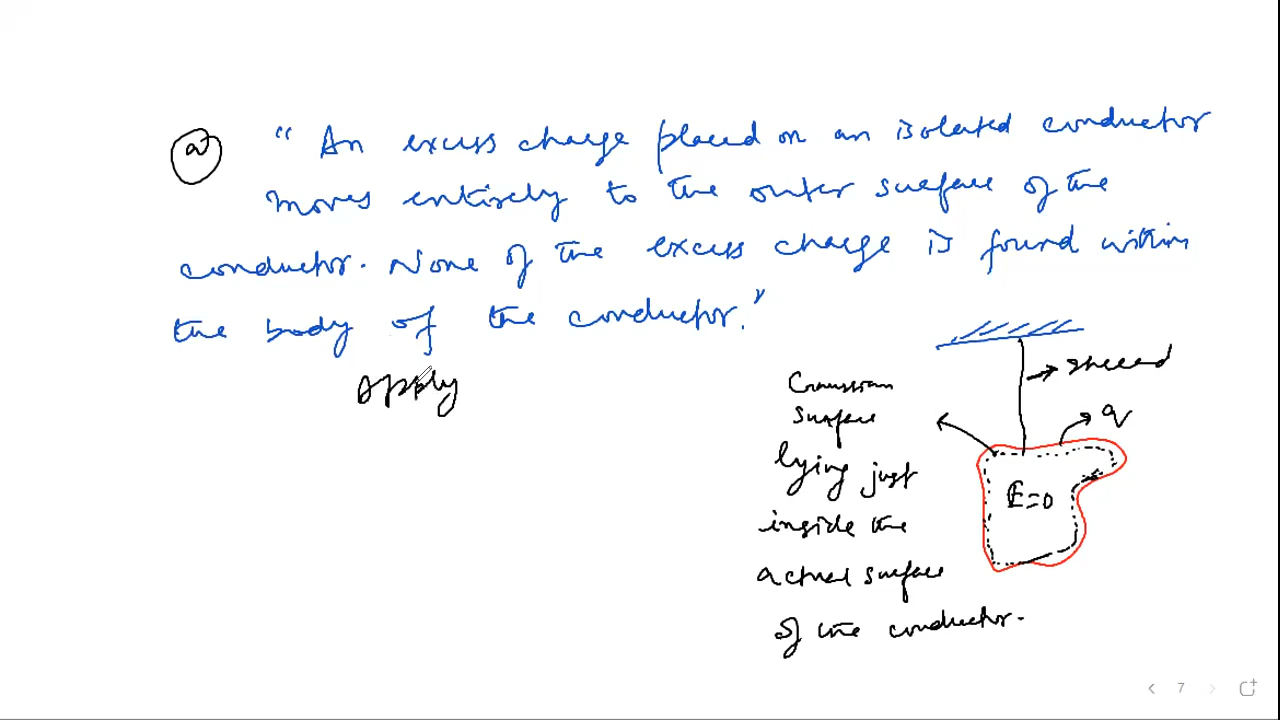 a
" An excess charge placed on an isolated conductor
moves entirely to the outer surface of the
conductor. None of the excess charge is found within
the body of the conductor."
Apply
Gaussian
surface
lying just
inside the
actual surface
of the conductor.
thread
q
E=0
7